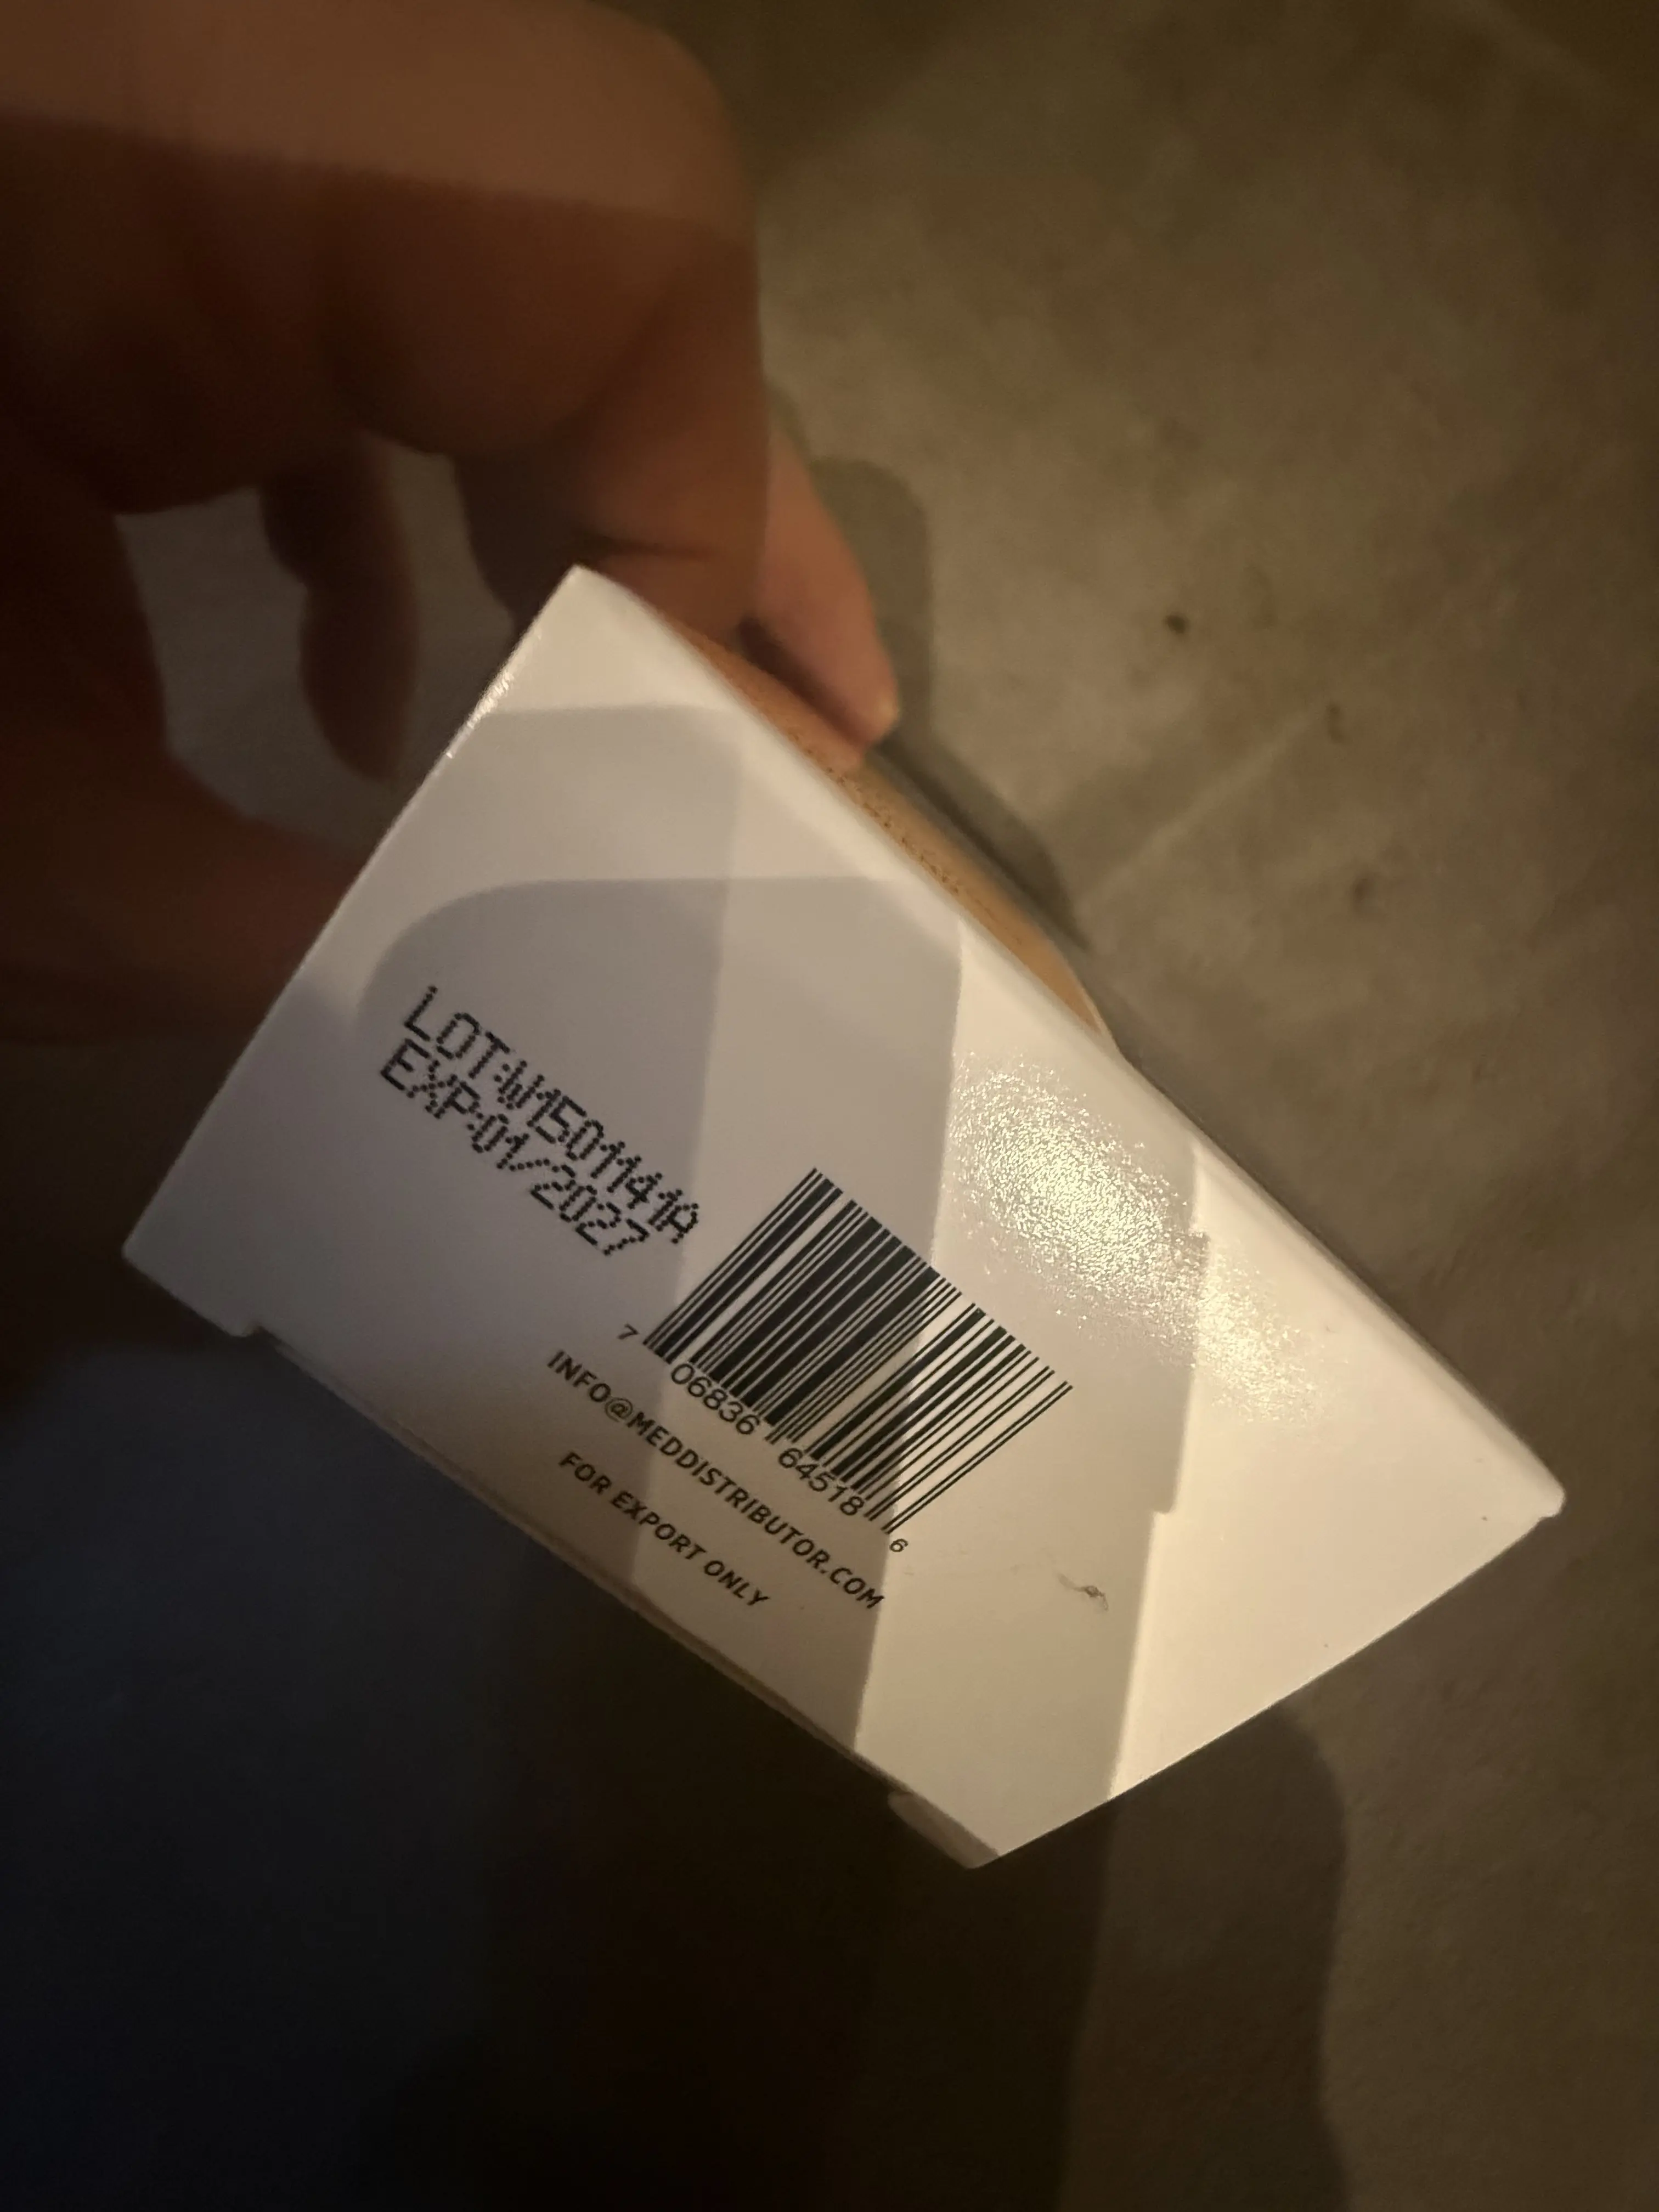 LOT:W1501141A
EXP:01/2027
7 06836 64518 6
INFO@MEDDISTRIBUTOR.COM
FOR EXPORT ONLY